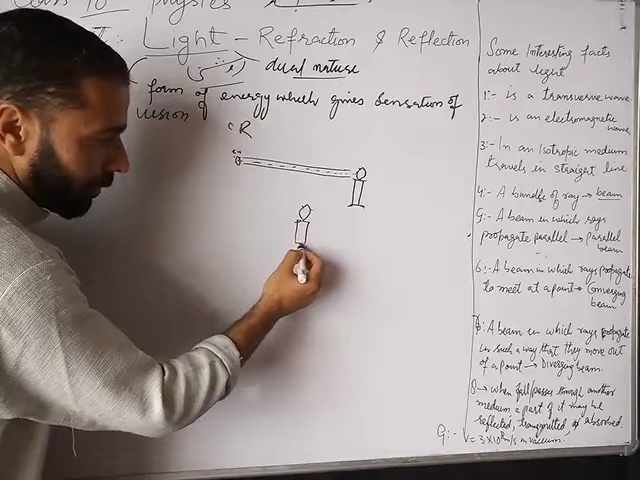 Class 10 Physics
Light – Refraction & Reflection
dual nature
form of energy which gives sensation of
vision
R
Some Interesting facts
about light
1:- is a transverse wave
2:- is an electromagnetic
wave
3:- In an isotropic medium
travels in straight line
4:- A bundle of ray → beam
5:- A beam in which rays
propagate parallel → parallel
beam
6:- A beam in which rays propagate
to meet at a point → Converging
beam
7:- A beam in which rays propagate
in such a way that they move out
of a point → Diverging beam.
8 → when fall/passes through another
medium a part of it may be
reflected, transmitted, absorbed
9:- V = 3×10⁸ m/s in vacuum